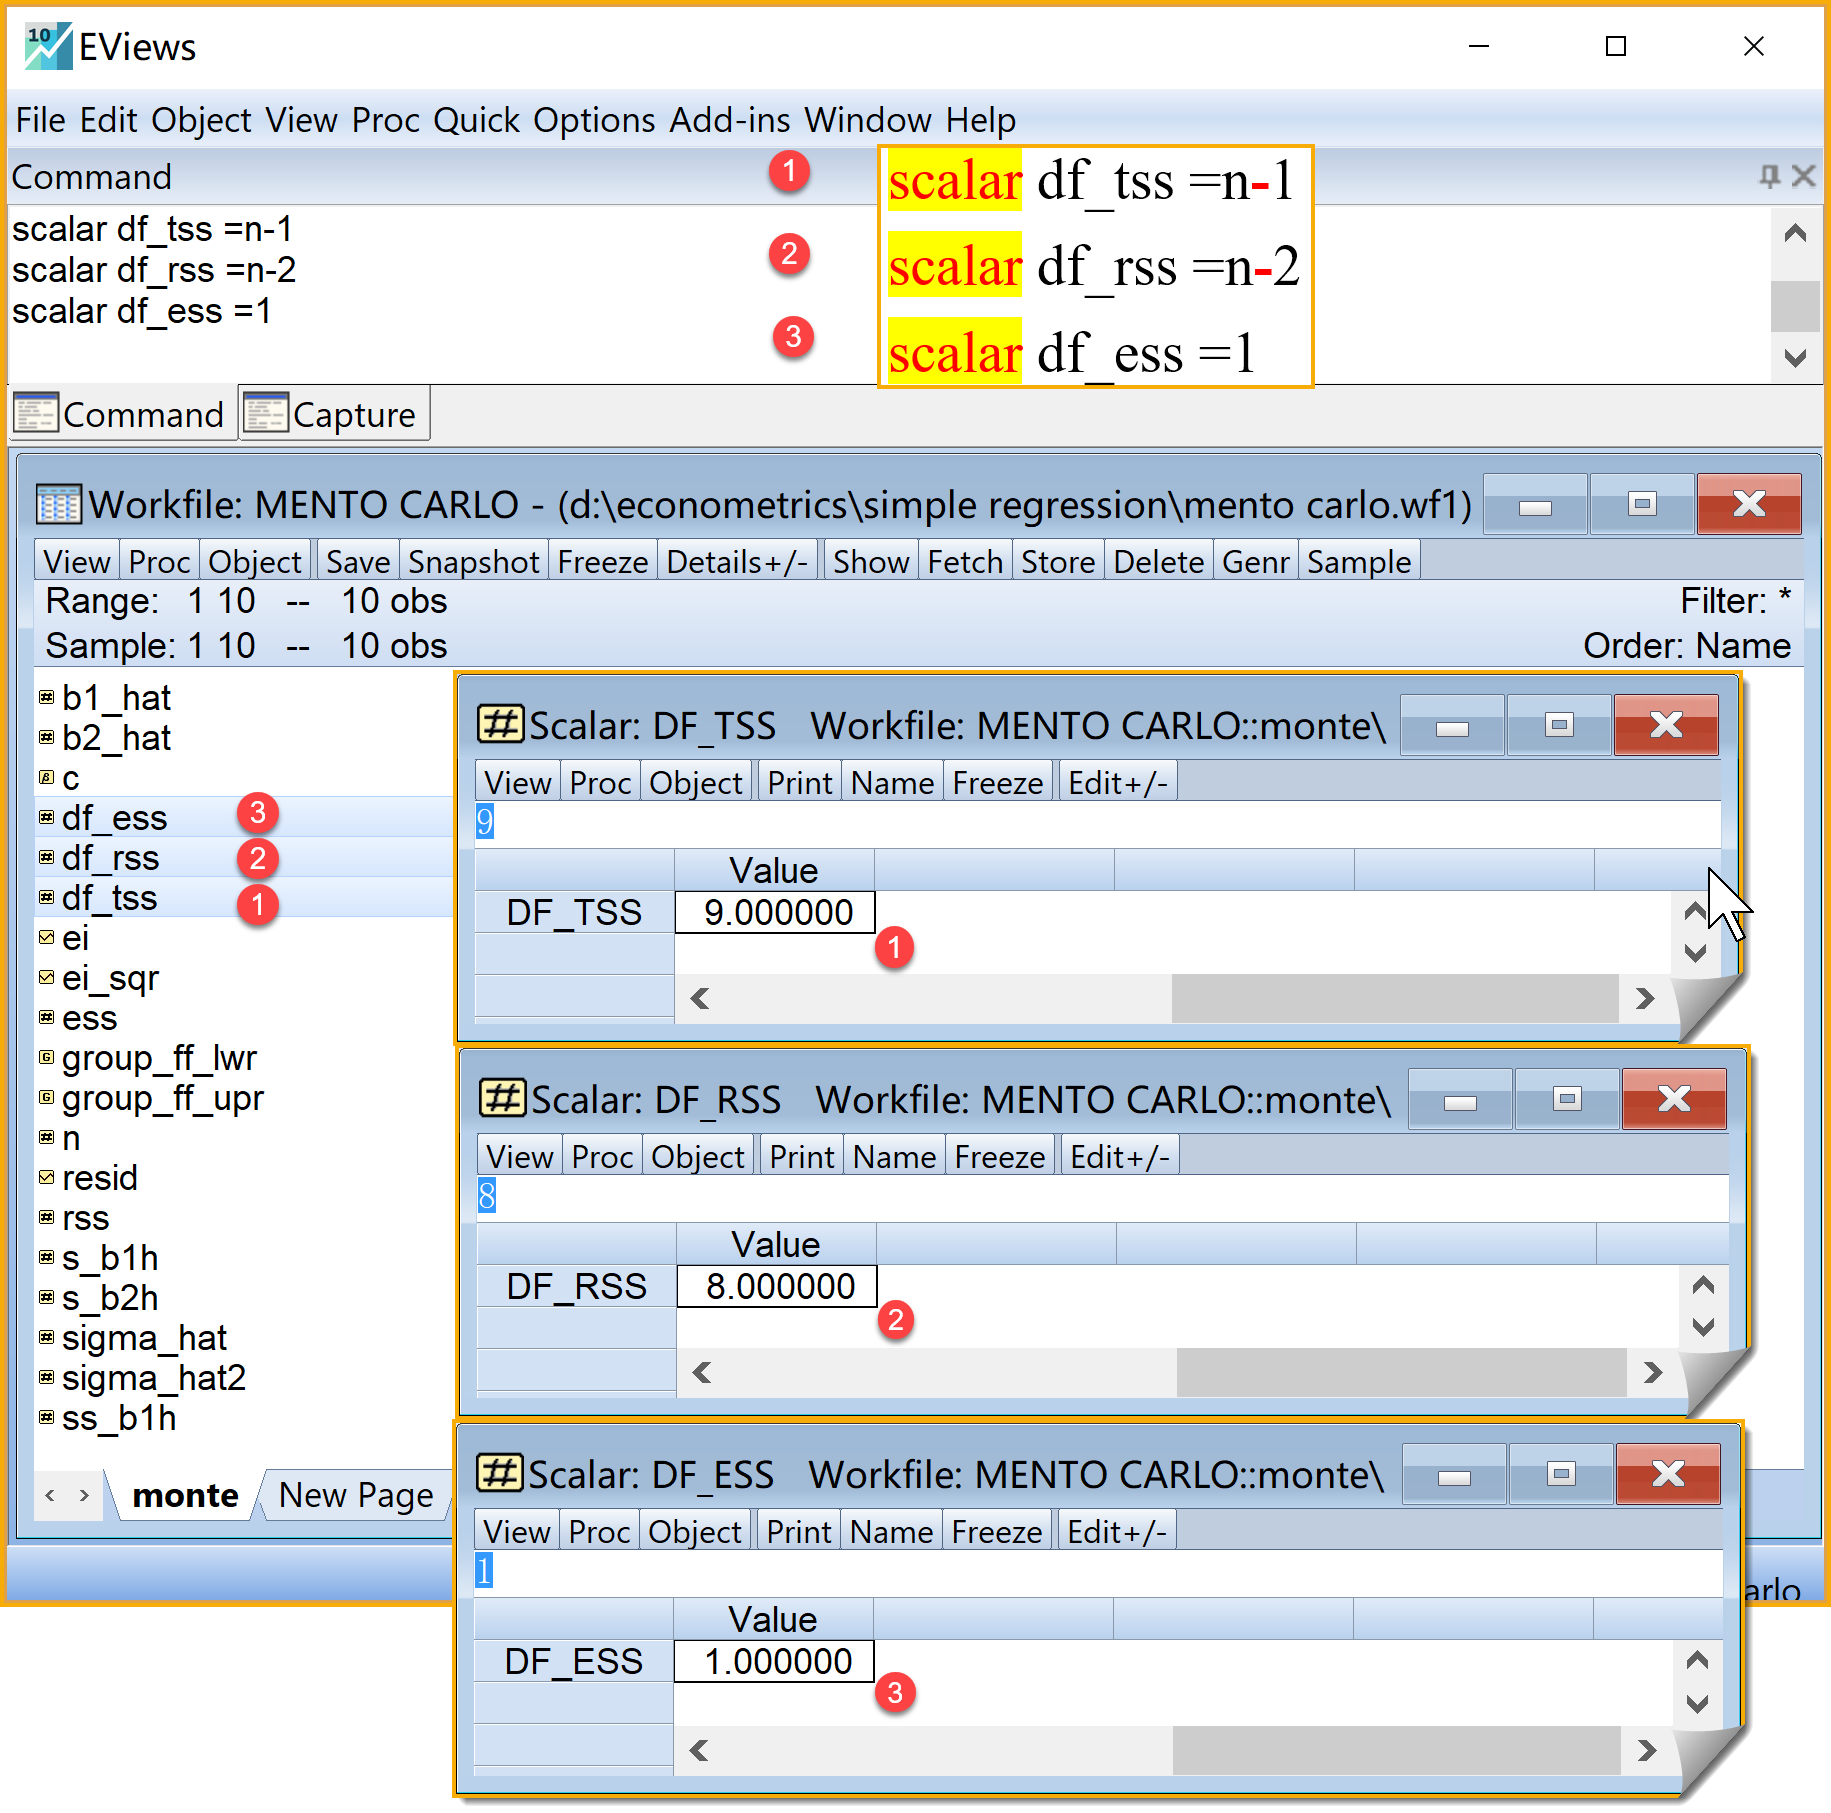 10 EViews
File Edit Object View Proc Quick Options Add-ins Window Help
Command
scalar df_tss =n-1
scalar df_rss =n-2
scalar df_ess =1
1 scalar df_tss =n-1
2 scalar df_rss =n-2
3 scalar df_ess =1
Command Capture
Workfile: MENTO CARLO - (d:\econometrics\simple regression\mento carlo.wf1)
View Proc Object Save Snapshot Freeze Details+/- Show Fetch Store Delete Genr Sample
Range: 1 10 -- 10 obs Filter: *
Sample: 1 10 -- 10 obs Order: Name
b1_hat
b2_hat
c
df_ess 3
df_rss 2
df_tss 1
ei
ei_sqr
ess
group_ff_lwr
group_ff_upr
n
resid
rss
s_b1h
s_b2h
sigma_hat
sigma_hat2
ss_b1h
monte New Page
Scalar: DF_TSS Workfile: MENTO CARLO::monte\
View Proc Object Print Name Freeze Edit+/-
9
Value
DF_TSS 9.000000
1
Scalar: DF_RSS Workfile: MENTO CARLO::monte\
View Proc Object Print Name Freeze Edit+/-
8
Value
DF_RSS 8.000000
2
Scalar: DF_ESS Workfile: MENTO CARLO::monte\
View Proc Object Print Name Freeze Edit+/-
1
Value
DF_ESS 1.000000
3
arlo